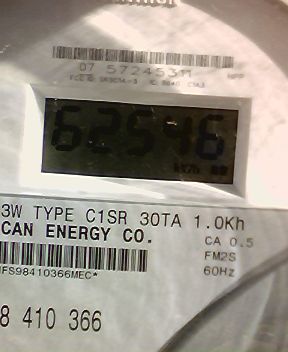 07 57245311
62546
3W TYPE C1SR 30TA 1.0Kh
CAN ENERGY CO.
CA 0.5
FM2S
60Hz
IFS98410366MEC*
8 410 366